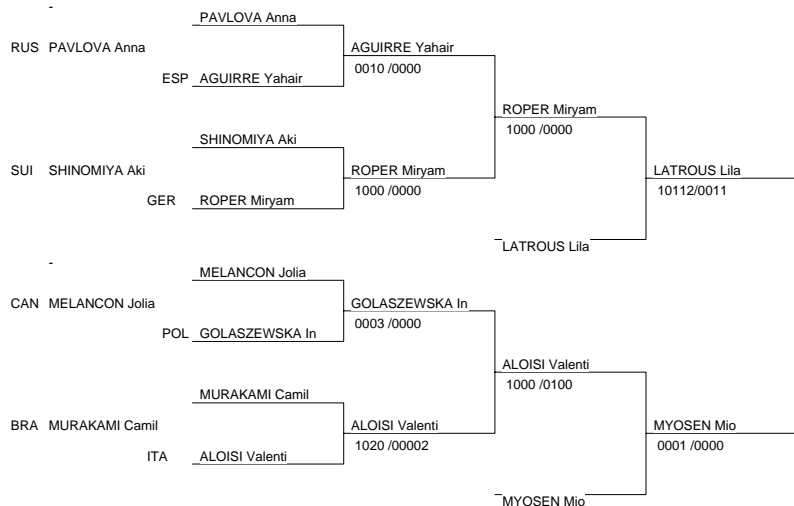 -
PAVLOVA Anna
RUS PAVLOVA Anna AGUIRRE Yahair
0010 /0000
ESP AGUIRRE Yahair
ROPER Miryam
1000 /0000
SHINOMIYA Aki
SUI SHINOMIYA Aki ROPER Miryam LATROUS Lila
1000 /0000 10112/0011
GER ROPER Miryam
LATROUS Lila
-
MELANCON Jolia
CAN MELANCON Jolia GOLASZEWSKA In
0003 /0000
POL GOLASZEWSKA In
ALOISI Valenti
1000 /0100
MURAKAMI Camil
BRA MURAKAMI Camil ALOISI Valenti MYOSEN Mio
1020 /00002 0001 /0000
ITA ALOISI Valenti
MYOSEN Mio